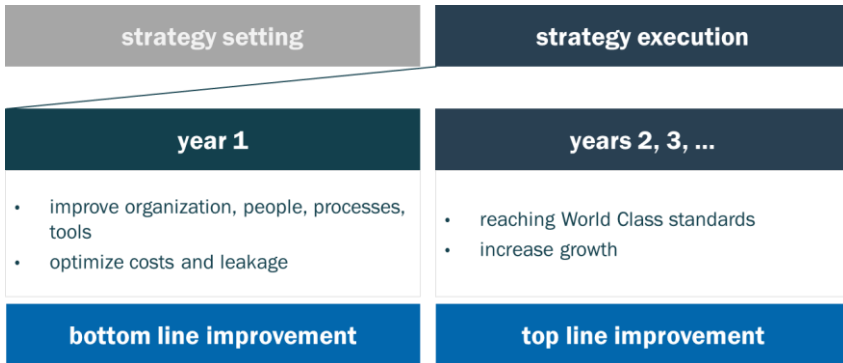 strategy setting
strategy execution
year 1
• improve organization, people, processes,
tools
• optimize costs and leakage
bottom line improvement
years 2, 3, ...
• reaching World Class standards
• increase growth
top line improvement